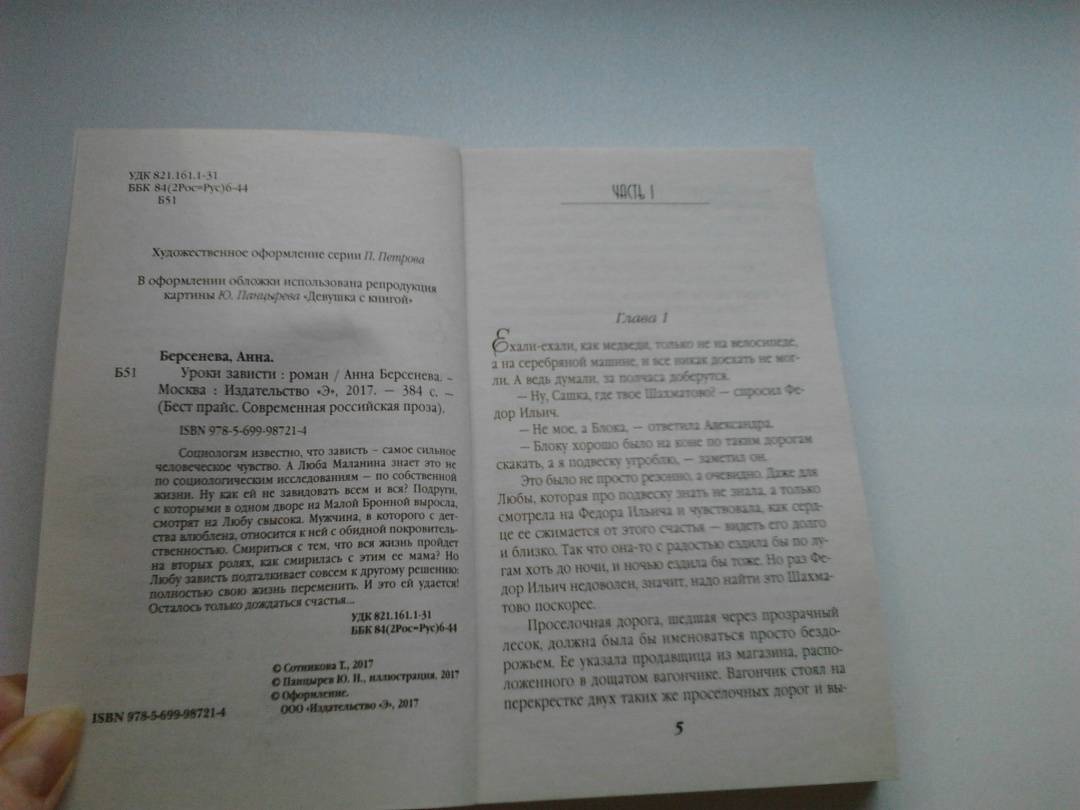 УДК 821.161.1-31
ББК 84(2Рос=Рус)6-44
Б51
Художественное оформление серии П. Петрова
В оформлении обложки использована репродукция
картины Ю. Панцырева «Девушка с книгой»
Берсенева, Анна.
Б51 Уроки зависти : роман / Анна Берсенева. –
Москва : Издательство «Э», 2017. — 384 с. –
(Бест прайс. Современная российская проза).
ISBN 978-5-699-98721-4
Социологам известно, что зависть – самое сильное
человеческое чувство. А Люба Маланина знает это не
по социологическим исследованиям — по собственной
жизни. Ну как ей не завидовать всем и вся? Подруги,
с которыми в одном дворе на Малой Бронной выросла,
смотрят на Любу свысока. Мужчина, в которого с дет-
ства влюблена, относится к ней с обидной покровитель-
ственностью. Смириться с тем, что вся жизнь пройдет
на вторых ролях, как смирилась с этим ее мама? Но
Любу зависть подталкивает совсем к другому решению:
полностью свою жизнь переменить. И это ей удается!
Осталось только дождаться счастья...
УДК 821.161.1-31
ББК 84(2Рос=Рус)6-44
© Сотникова Т., 2017
© Панцырев Ю. И., иллюстрация, 2017
© Оформление.
ООО «Издательство «Э», 2017
ISBN 978-5-699-98721-4
ЧАСТЬ I
Глава 1
Ехали-ехали, как медведи, только не на велосипеде,
а на серебряной машине, и все никак доехать не мог-
ли. А ведь думали, за полчаса доберутся.
— Ну, Сашка, где твое Шахматово? — спросил Фе-
дор Ильич.
— Не мое, а Блока, — ответила Александра.
— Блоку хорошо было на коне по таким дорогам
скакать, а я подвеску угроблю, — заметил он.
Это было не просто резонно, а очевидно. Даже для
Любы, которая про подвеску знать не знала, а только
смотрела на Федора Ильича и чувствовала, как серд-
це ее сжимается от этого счастья — видеть его долго
и близко. Так что она-то с радостью ездила бы по лу-
гам хоть до ночи, и ночью ездила бы тоже. Но раз Фе-
дор Ильич недоволен, значит, надо найти это Шахма-
тово поскорее.
Проселочная дорога, шедшая через прозрачный
лесок, должна была бы именоваться просто бездо-
рожьем. Ее указала продавщица из магазина, распо-
ложенного в дощатом вагончике. Вагончик стоял на
перекрестке двух таких же проселочных дорог и вы-
5